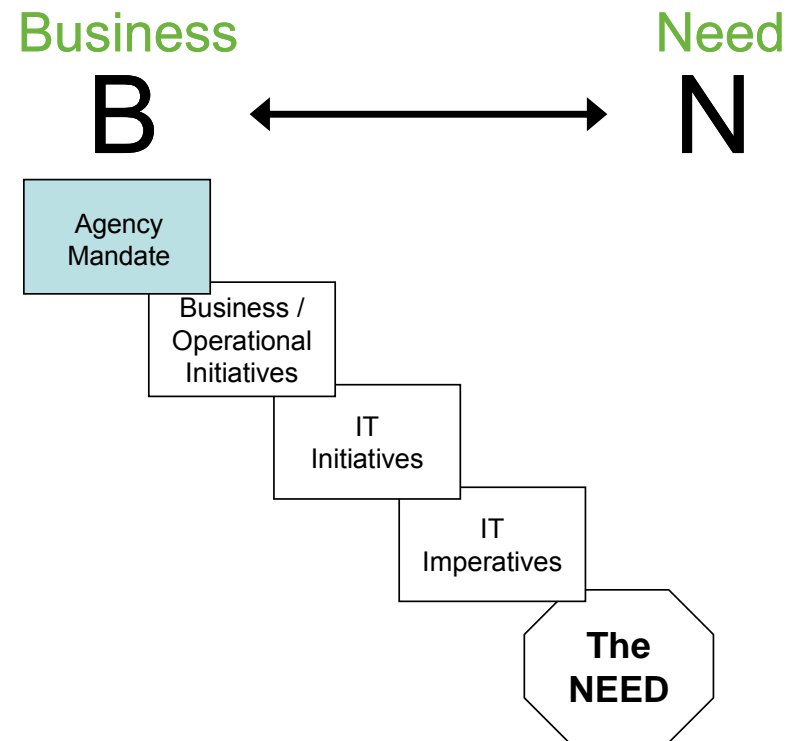 Business Need
B N
Agency
Mandate
Business /
Operational
Initiatives
IT
Initiatives
IT
Imperatives
The
NEED